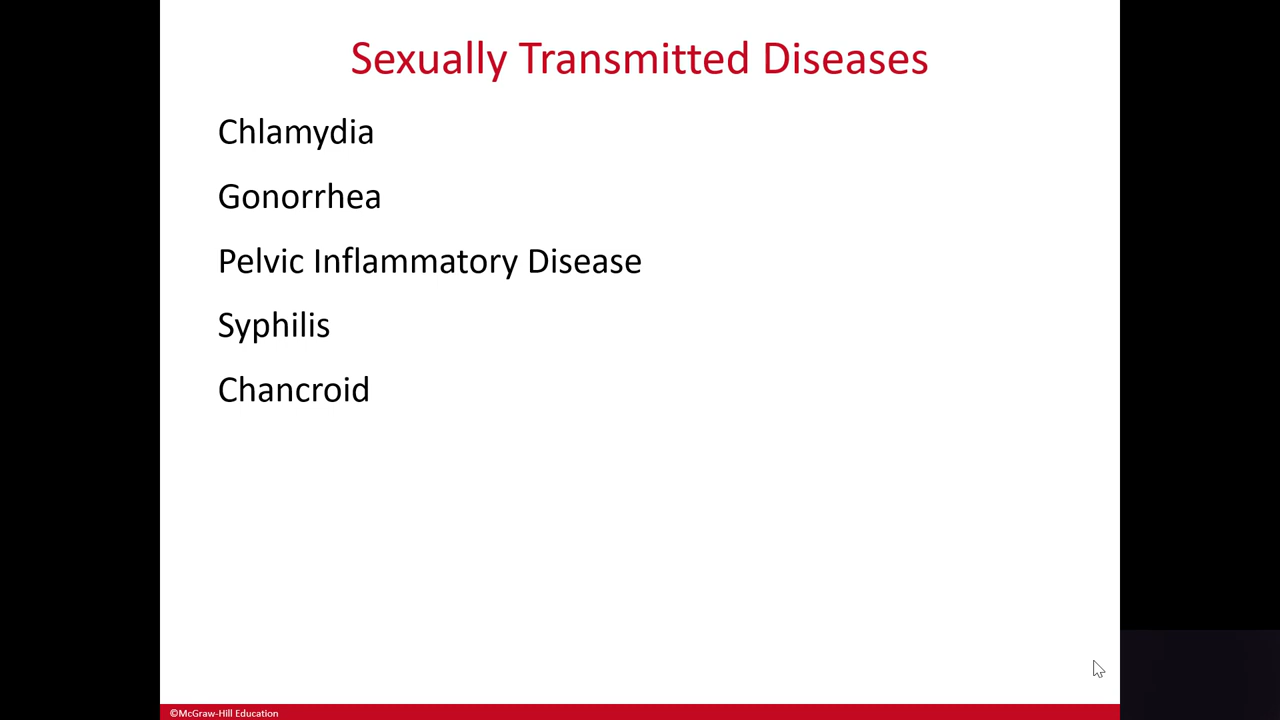 Sexually Transmitted Diseases
Chlamydia
Gonorrhea
Pelvic Inflammatory Disease
Syphilis
Chancroid
©McGraw-Hill Education